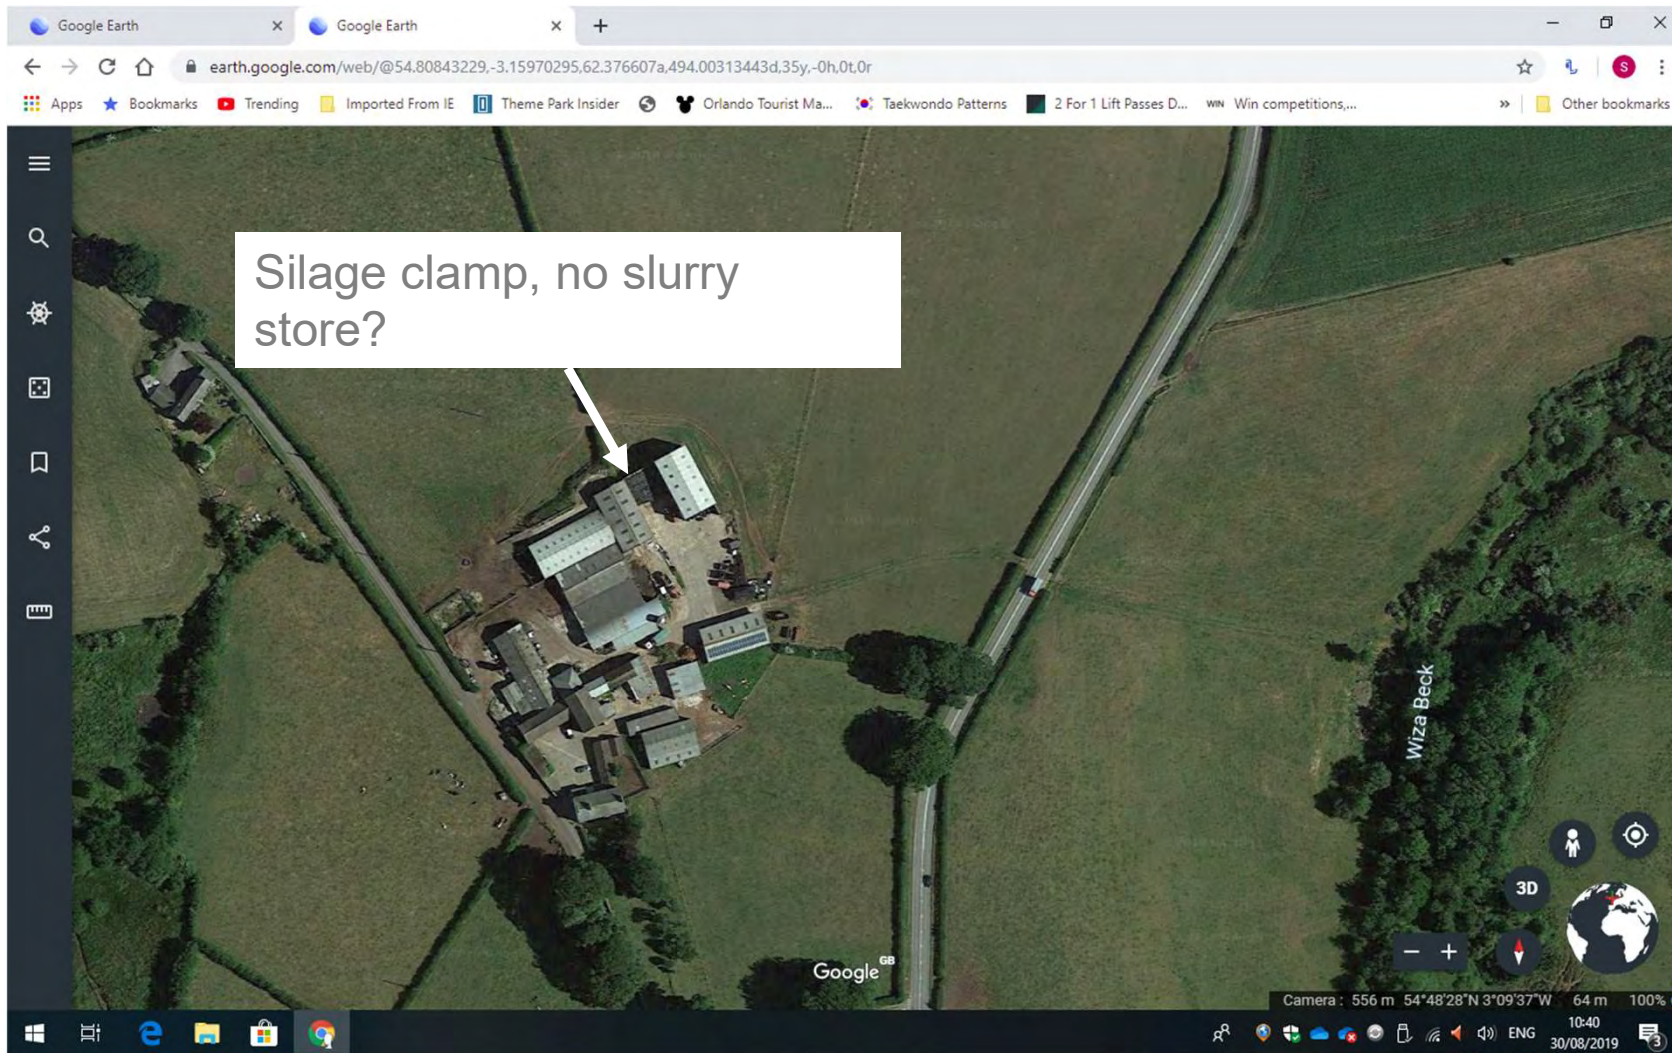 Google Earth
Google Earth
earth.google.com/web/@54.80843229,-3.15970295,62.376607a,494.00313443d,35y,-0h,0t,0r
S
Apps
Bookmarks
Trending
Imported From IE
Theme Park Insider
Orlando Tourist Ma...
Taekwondo Patterns
2 For 1 Lift Passes D...
WIN Win competitions,...
»
Other bookmarks
Silage clamp, no slurry
store?
Wiza Beck
3D
Google GB
Camera : 556 m 54°48'28"N 3°09'37"W 64 m 100%
ENG
10:40
30/08/2019
3